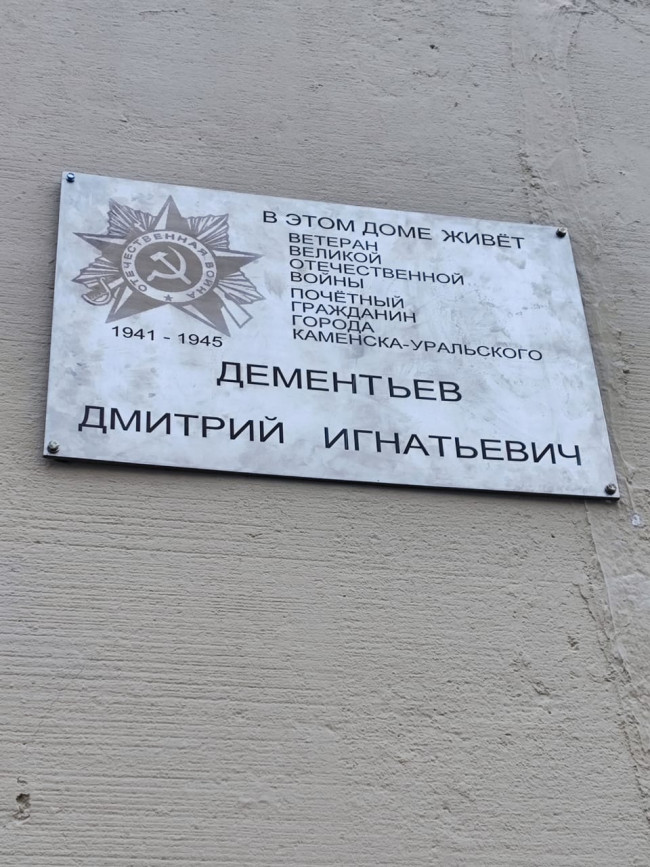 В ЭТОМ ДОМЕ ЖИВЁТ
ВЕТЕРАН
ВЕЛИКОЙ
ОТЕЧЕСТВЕННОЙ
ВОЙНЫ
ПОЧЁТНЫЙ
ГРАЖДАНИН
ГОРОДА
КАМЕНСКА-УРАЛЬСКОГО
ОТЕЧЕСТВЕННАЯ ВОЙНА
1941 - 1945
ДЕМЕНТЬЕВ
ДМИТРИЙ ИГНАТЬЕВИЧ